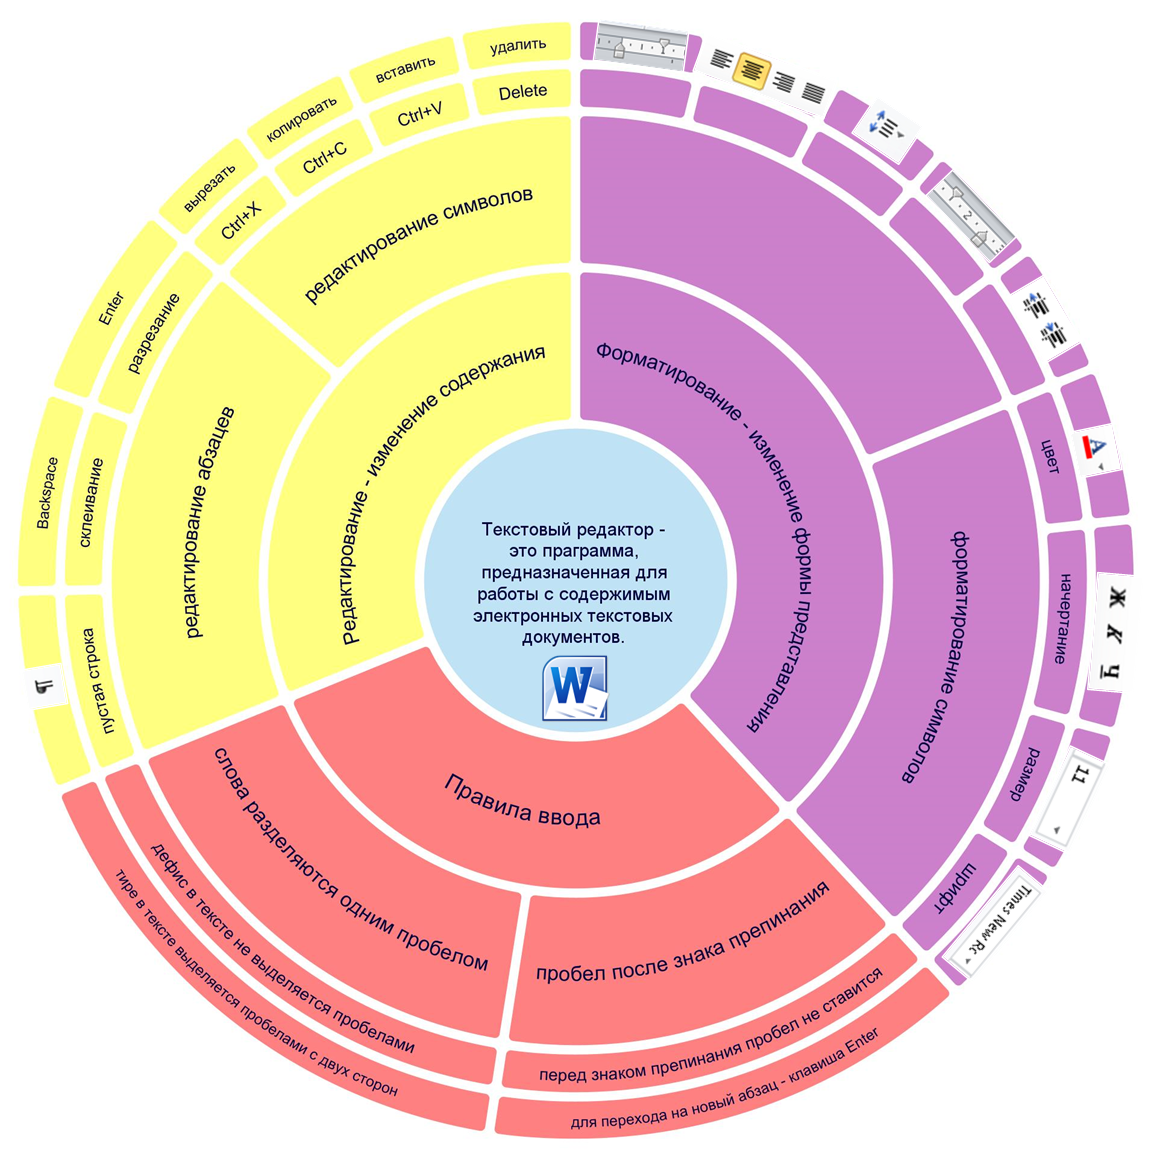 Текстовый редактор -
это праграмма,
предназначенная для
работы с содержимым
электронных текстовых
документов.
W
Редактирование - изменение содержания
редактирование символов
Ctrl+X
Ctrl+C
Ctrl+V
Delete
вырезать
копировать
вставить
удалить
редактирование абзацев
разрезание
склеивание
пустая строка
Enter
Backspace
¶
Форматирование - изменение формы представления
2
форматирование символов
цвет
начертание
размер
шрифт
А
Ж К Ч
11
Times New Rc
Правила ввода
слова разделяются одним пробелом
дефис в тексте не выделяется пробелами
тире в тексте выделяется пробелами с двух сторон
пробел после знака препинания
перед знаком препинания пробел не ставится
для перехода на новый абзац - клавиша Enter